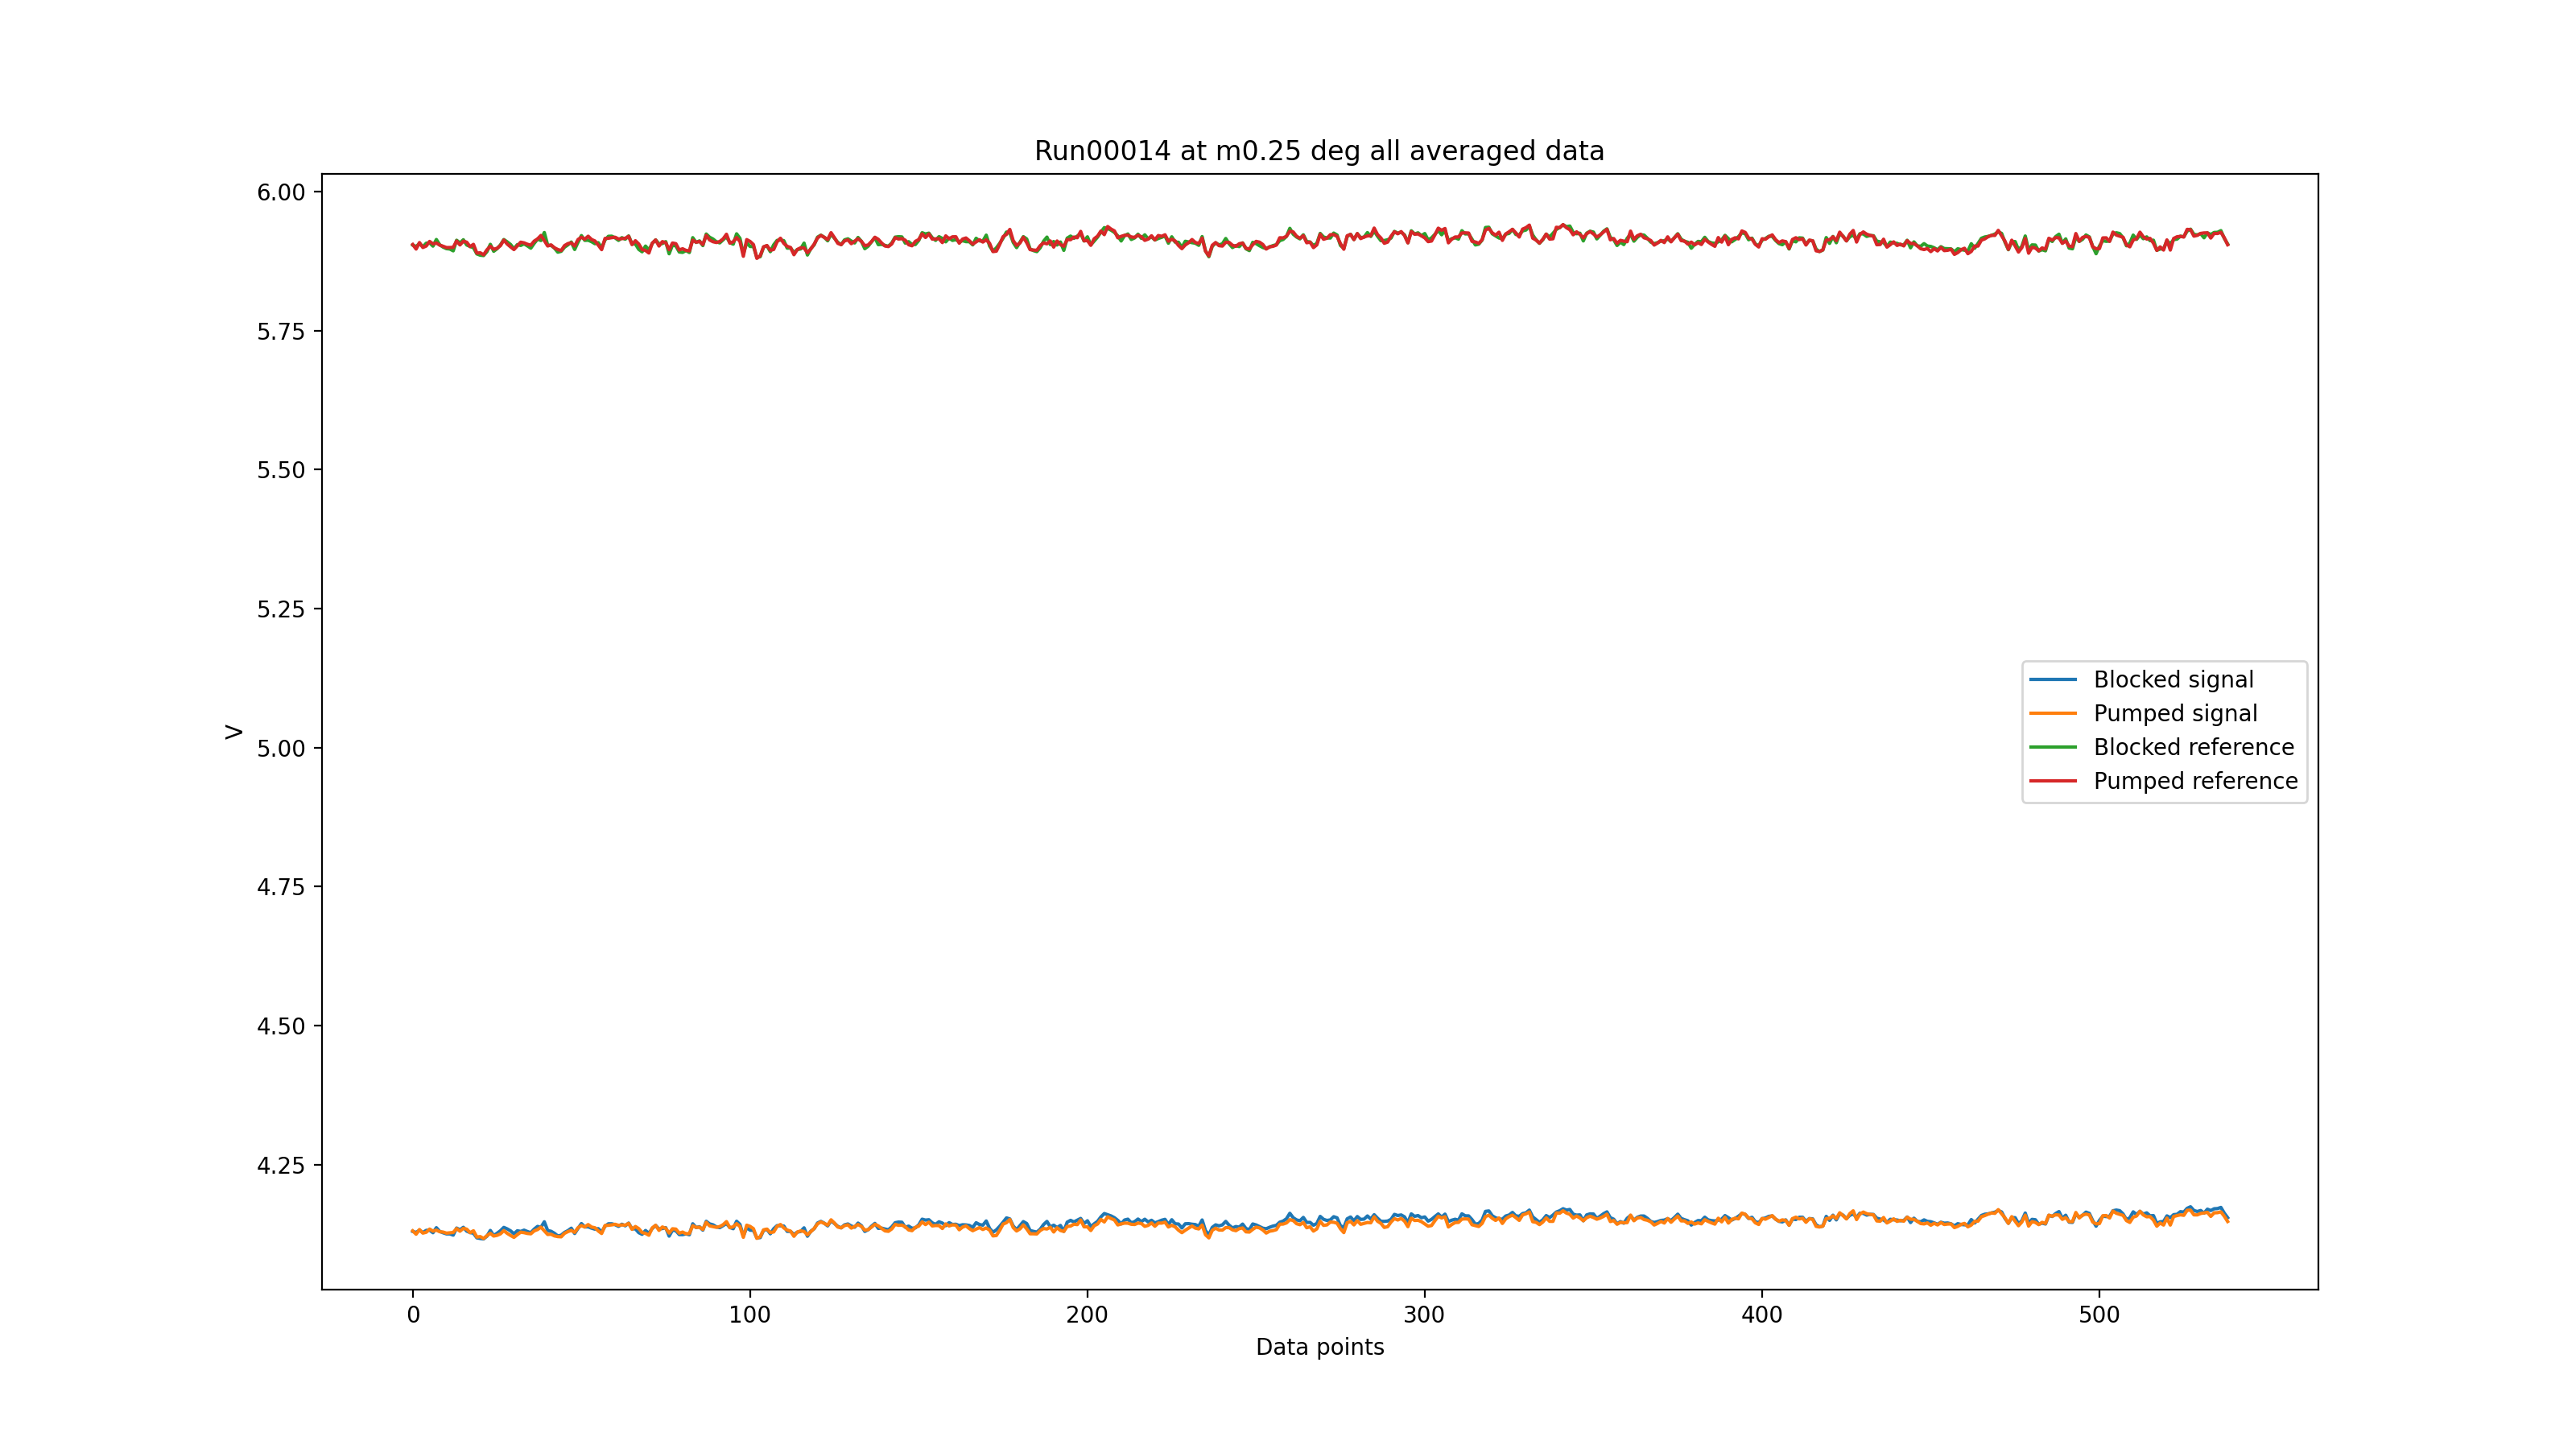 Run00014 at m0.25 deg all averaged data
6.00
5.75
5.50
5.25
5.00
4.75
4.50
4.25
V
Blocked signal
Pumped signal
Blocked reference
Pumped reference
0 100 200 300 400 500
Data points